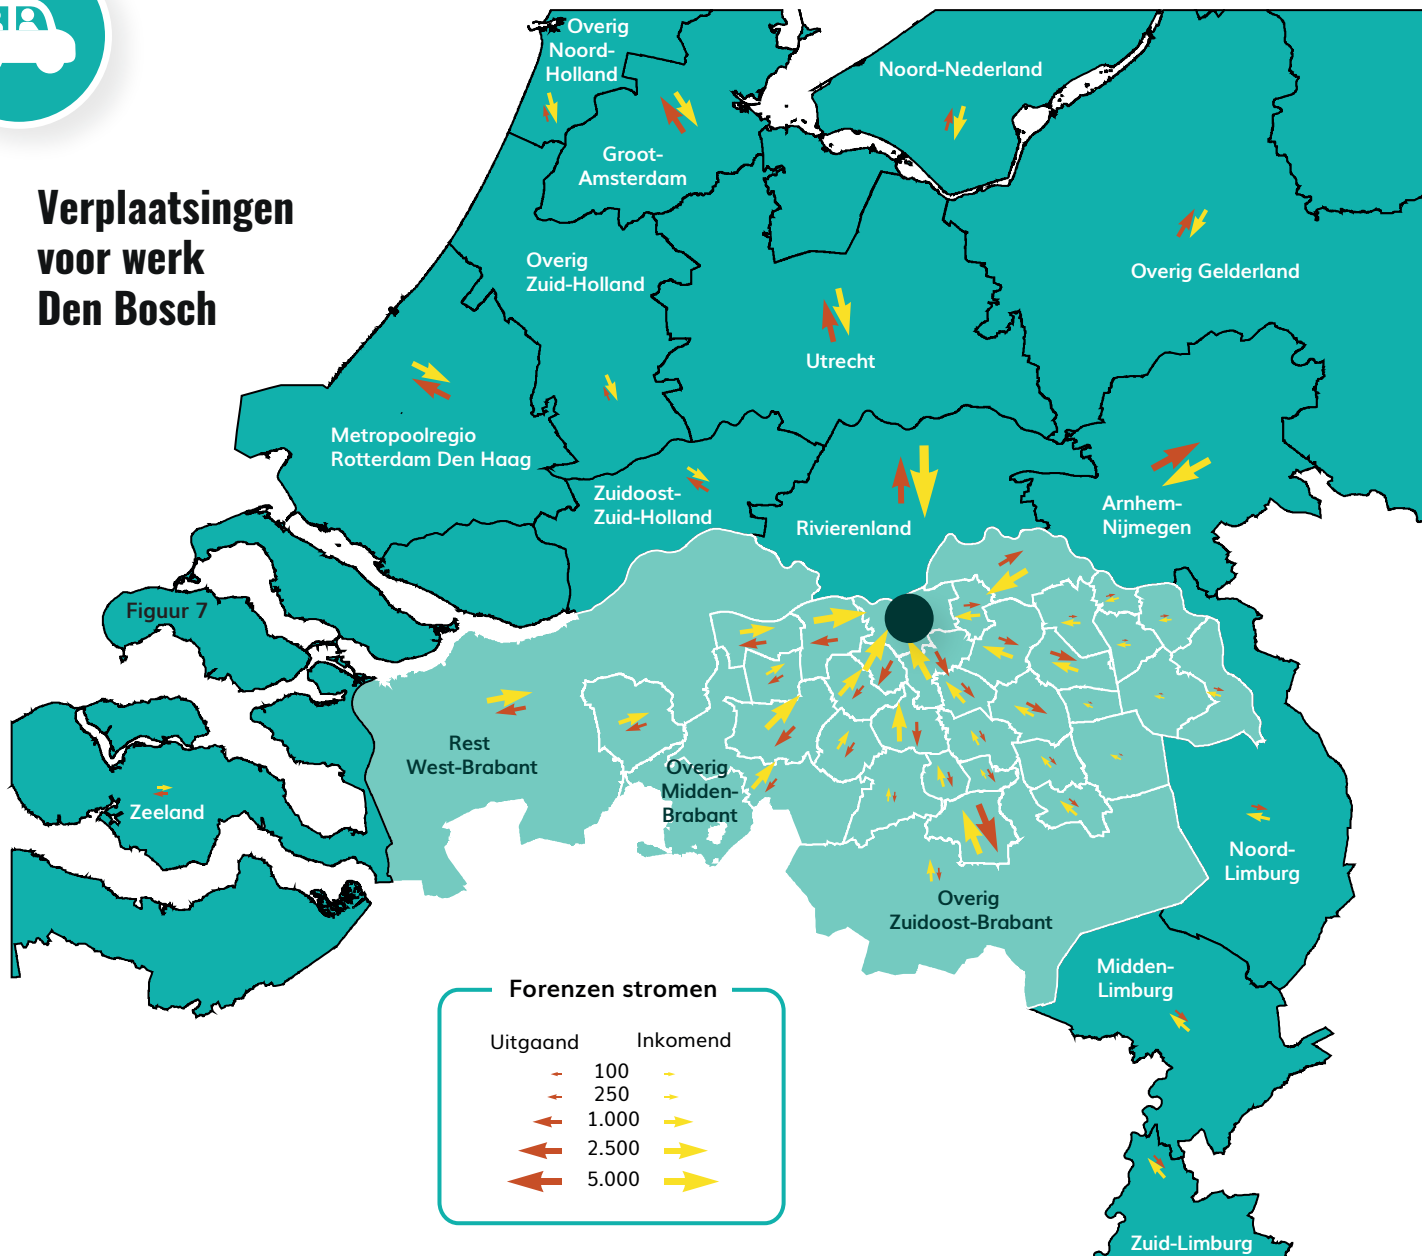 Verplaatsingen
voor werk
Den Bosch
Overig
Noord-
Holland
Noord-Nederland
Groot-
Amsterdam
Overig
Zuid-Holland
Overig Gelderland
Utrecht
Metropoolregio
Rotterdam Den Haag
Zuidoost-
Zuid-Holland
Rivierenland
Arnhem-
Nijmegen
Figuur 7
Rest
West-Brabant
Overig
Midden-
Brabant
Zeeland
Noord-
Limburg
Overig
Zuidoost-Brabant
Midden-
Limburg
Forenzen stromen
Uitgaand Inkomend
100
250
1.000
2.500
5.000
Zuid-Limburg